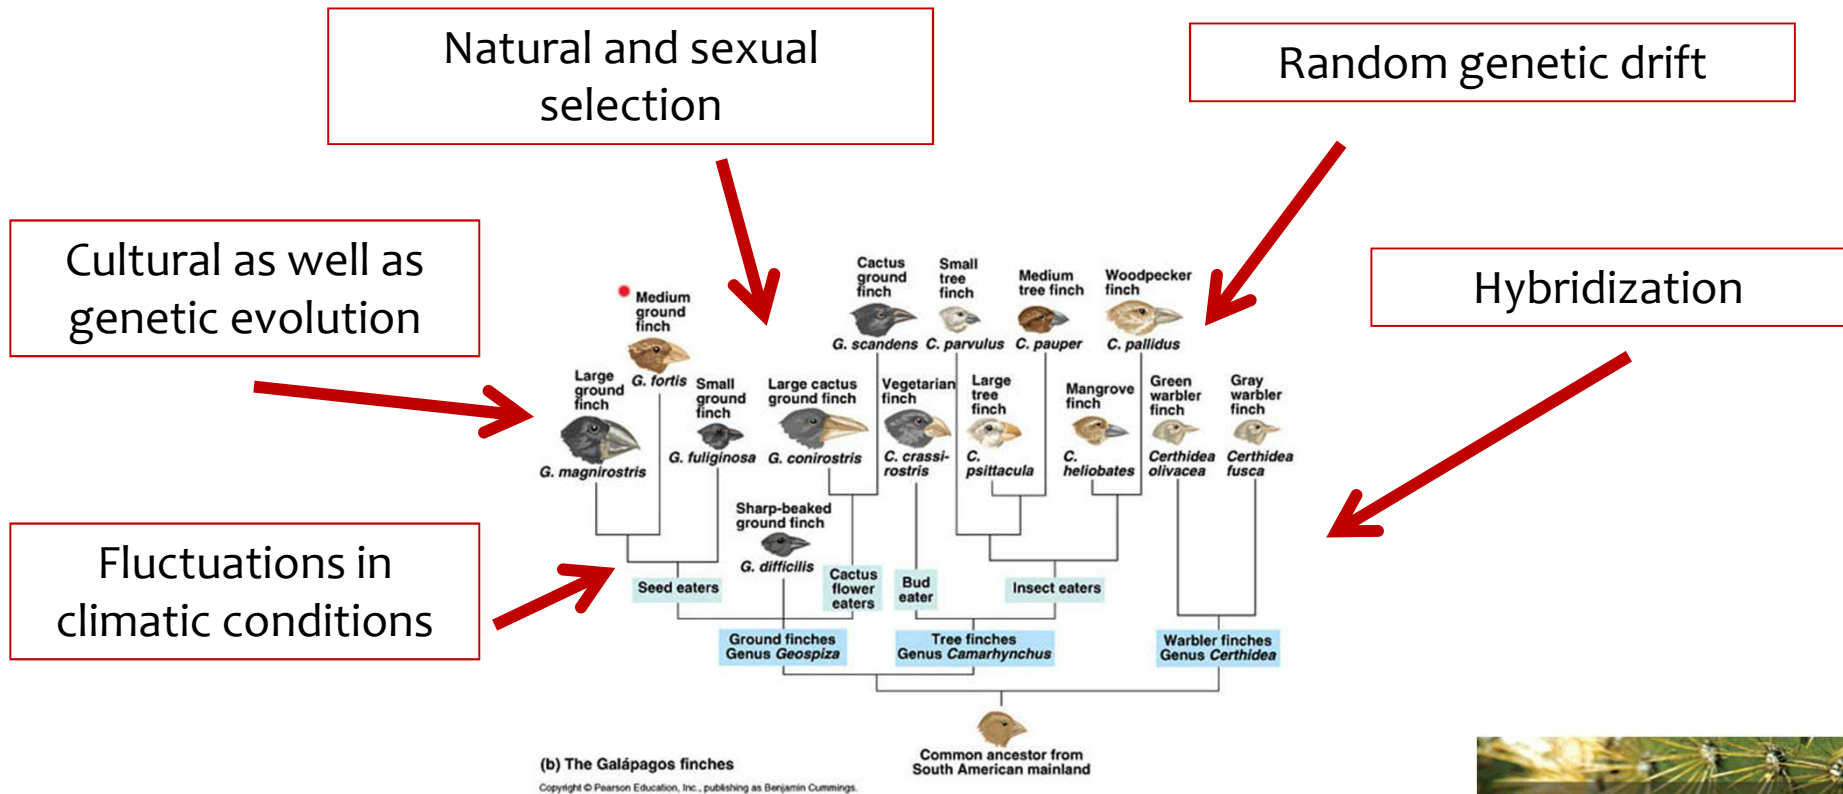 Natural and sexual
selection
Random genetic drift
Cultural as well as
genetic evolution
Hybridization
Fluctuations in
climatic conditions
Medium
ground
finch
G. fortis
Cactus
ground
finch
G. scandens
Small
tree
finch
C. parvulus
Medium
tree finch
C. pauper
Woodpecker
finch
C. pallidus
Large
ground
finch
G. magnirostris
Small
ground
finch
G. fuliginosa
Large cactus
ground finch
G. conirostris
Vegetarian
finch
C. crassi-
rostris
Large
tree
finch
C.
psittacula
Mangrove
finch
C.
heliobates
Green
warbler
finch
Certhidea
olivacea
Gray
warbler
finch
Certhidea
fusca
Sharp-beaked
ground finch
G. difficilis
Seed eaters
Cactus
flower
eaters
Bud
eater
Insect eaters
Ground finches
Genus Geospiza
Tree finches
Genus Camarhynchus
Warbler finches
Genus Certhidea
Common ancestor from
South American mainland
(b) The Galápagos finches
Copyright © Pearson Education, Inc., publishing as Benjamin Cummings.